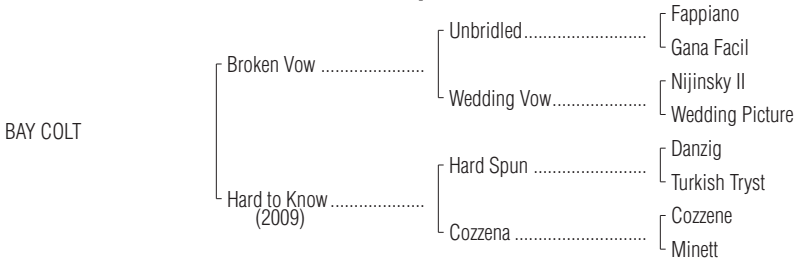 Fappiano
Unbridled..........................
Gana Facil
Broken Vow ......................
Nijinsky II
Wedding Vow....................
Wedding Picture
BAY COLT
Danzig
Hard Spun ........................
Turkish Tryst
Hard to Know....................
(2009)
Cozzene
Cozzena ............................
Minett